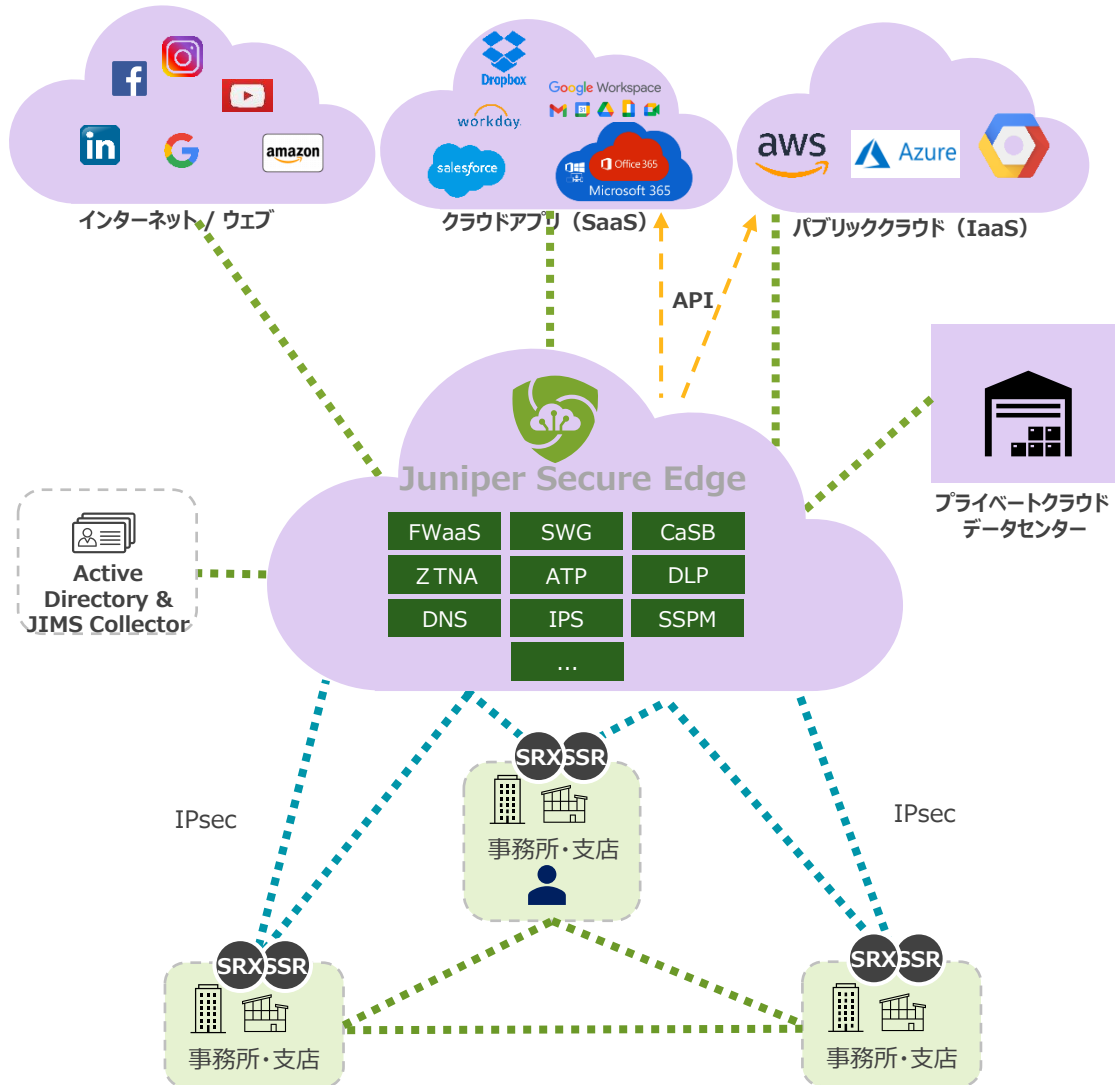 Dropbox
Google Workspace
workday.
salesforce
Office 365
Microsoft 365
in
amazon
aws
Azure
インターネット / ウェブ
クラウドアプリ（SaaS）
パブリッククラウド（IaaS）
API
Juniper Secure Edge
FWaaS
SWG
CaSB
Z TNA
ATP
DLP
DNS
IPS
SSPM
...
プライベートクラウド
データセンター
Active
Directory &
JIMS Collector
SRX
SSR
IPsec
IPsec
事務所・支店
SRX
SSR
事務所・支店
SRX
SSR
事務所・支店